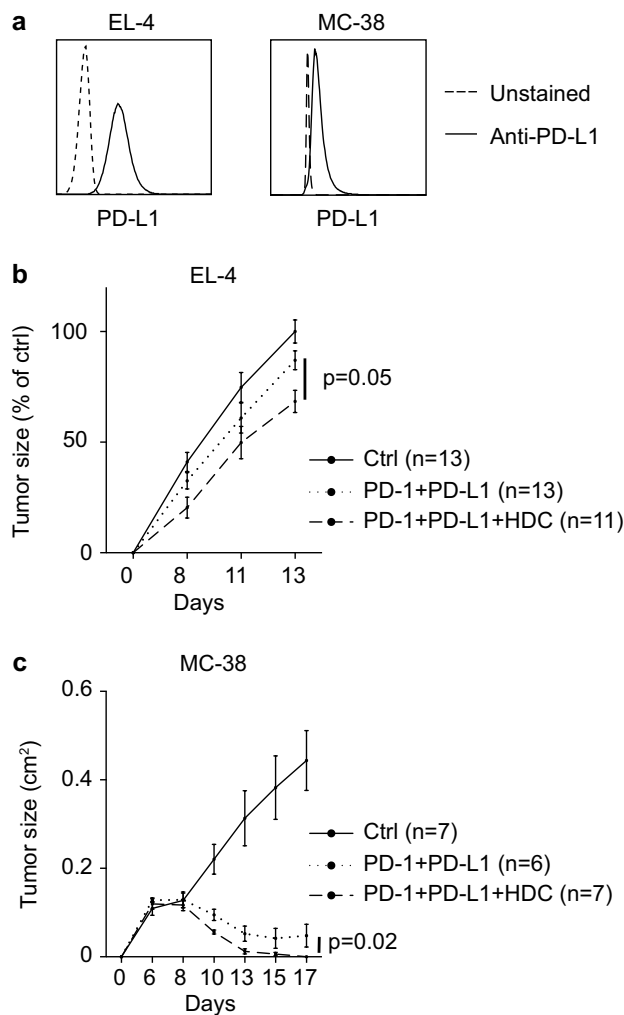 a
EL-4
MC-38
Unstained
Anti-PD-L1
PD-L1
PD-L1
b
EL-4
Tumor size (% of ctrl)
100
50
0
p=0.05
Ctrl (n=13)
PD-1+PD-L1 (n=13)
PD-1+PD-L1+HDC (n=11)
0 8 11 13
Days
c
MC-38
Tumor size (cm²)
0.6
0.4
0.2
0
Ctrl (n=7)
PD-1+PD-L1 (n=6)
PD-1+PD-L1+HDC (n=7)
p=0.02
0 6 8 10 13 15 17
Days